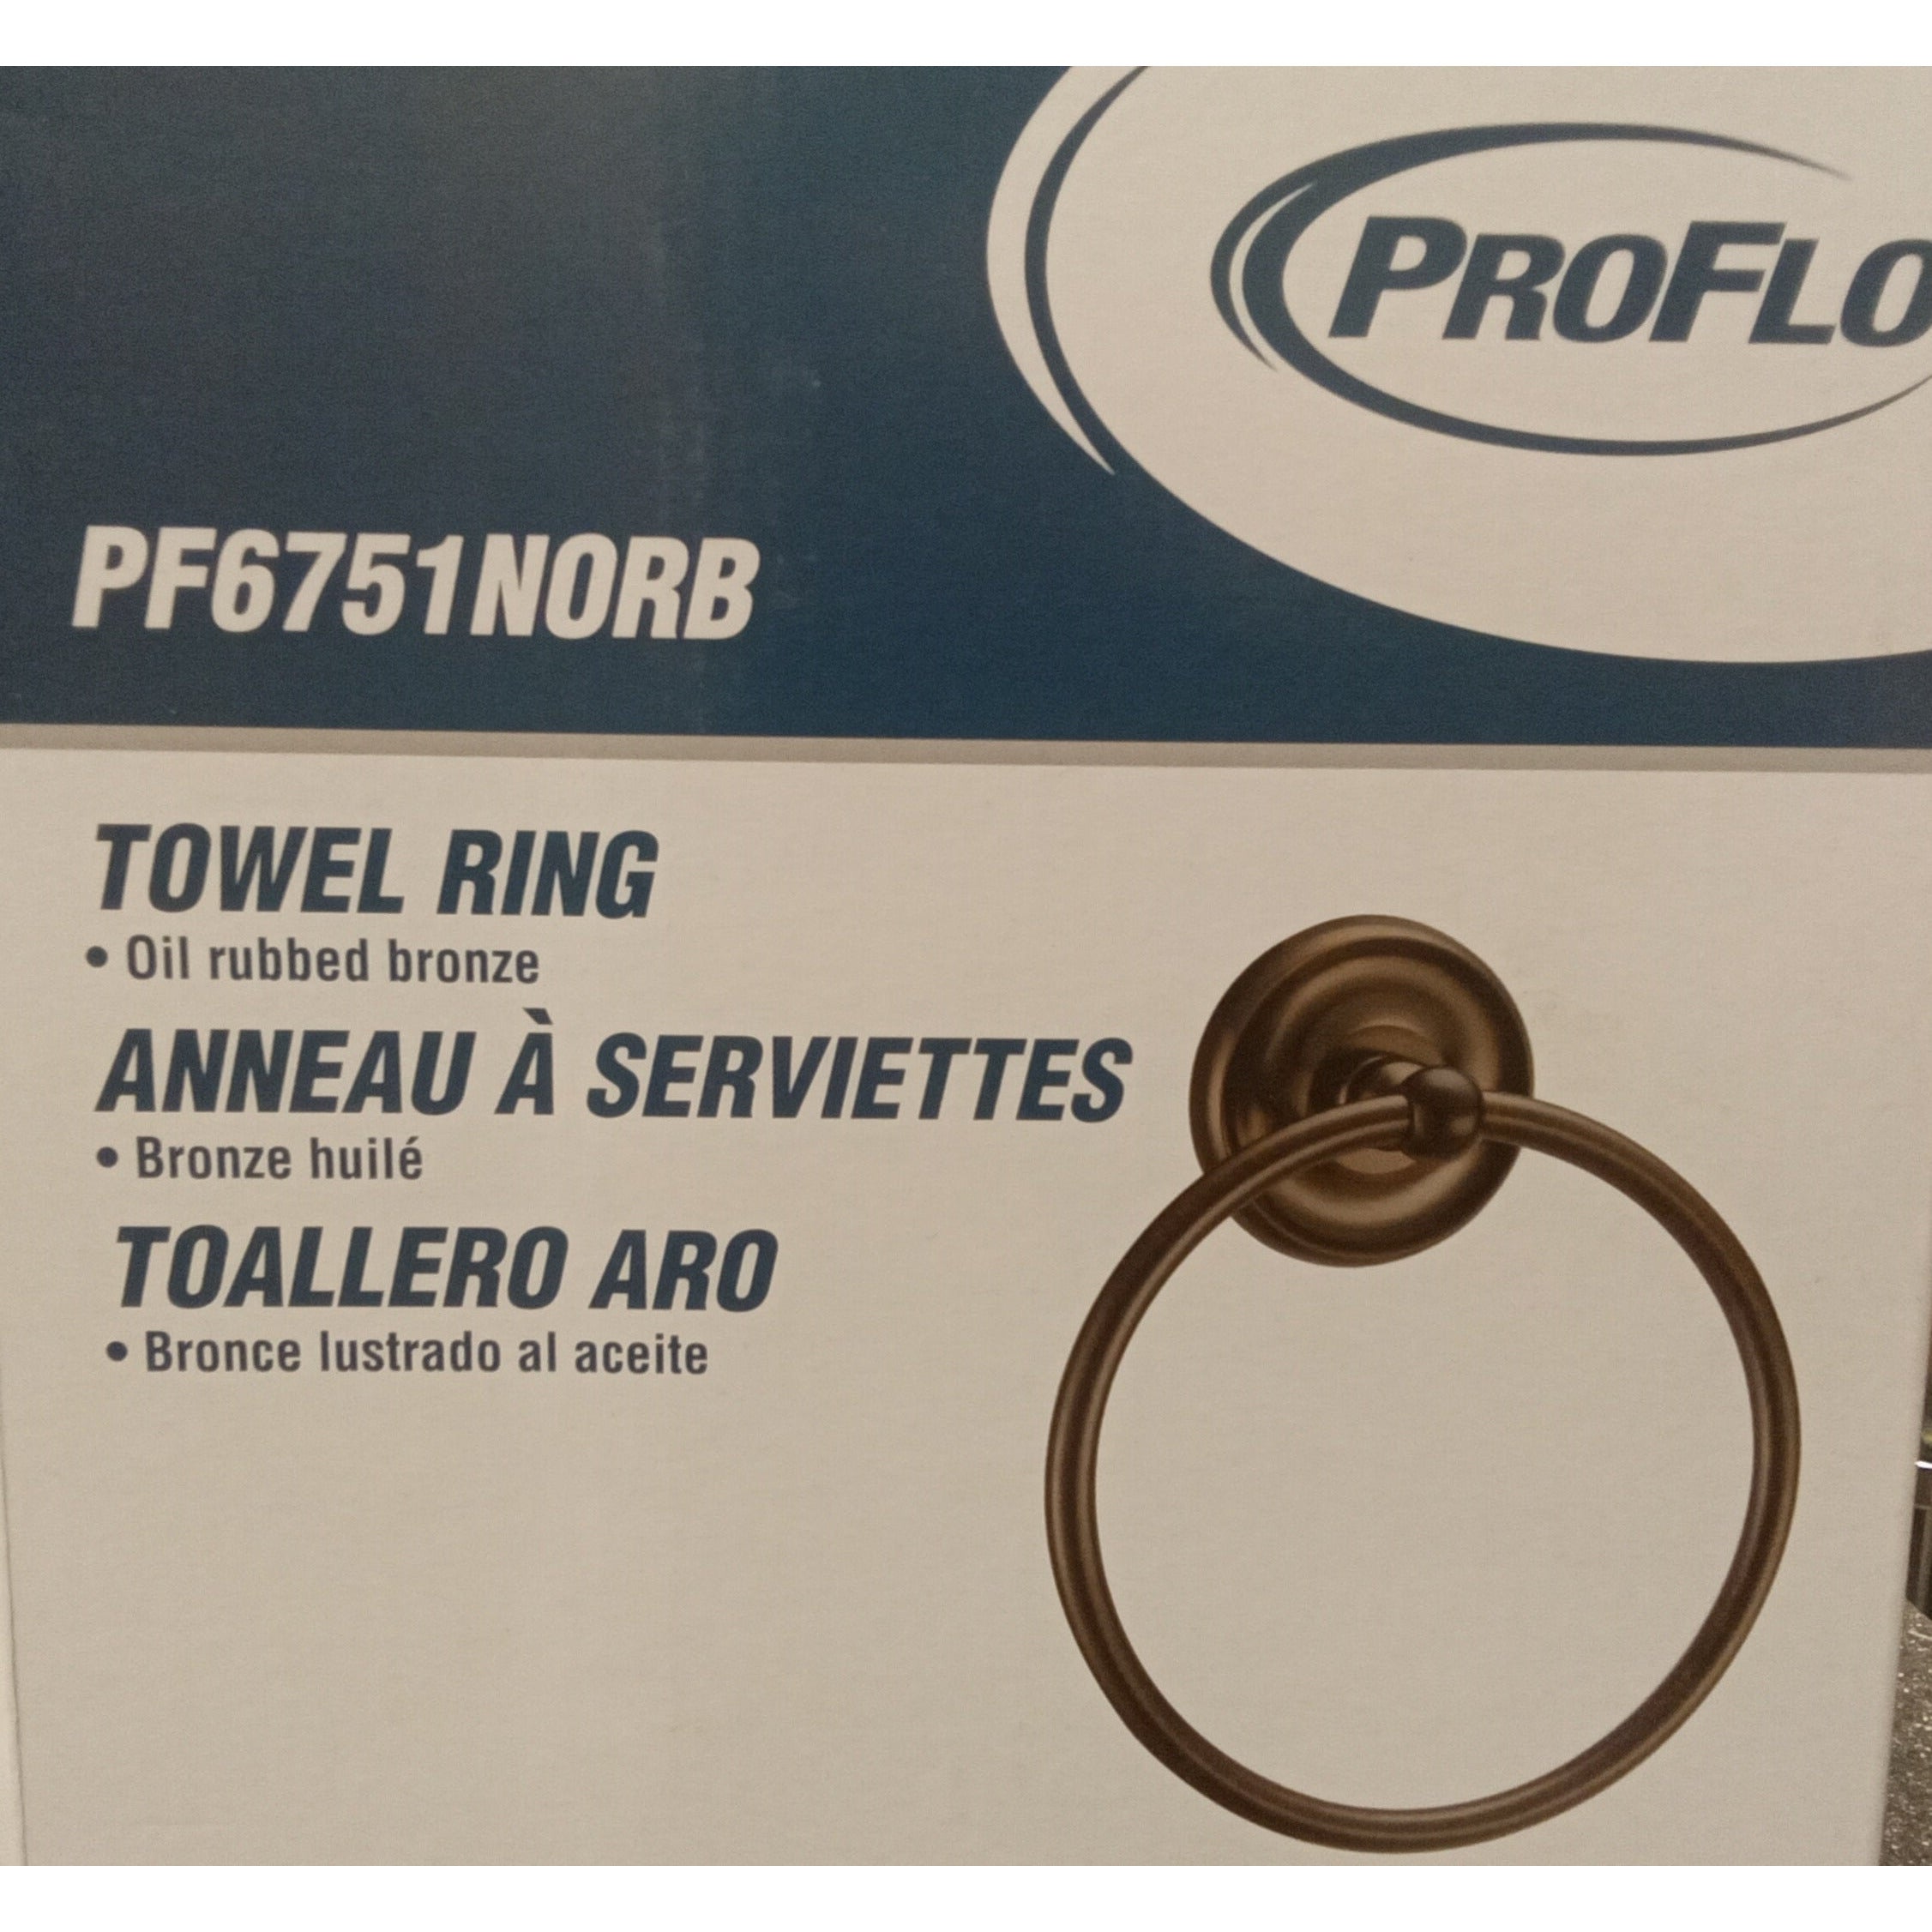 PROFLO
PF6751NORB
TOWEL RING
• Oil rubbed bronze
ANNEAU À SERVIETTES
• Bronze huilé
TOALLERO ARO
• Bronce lustrado al aceite